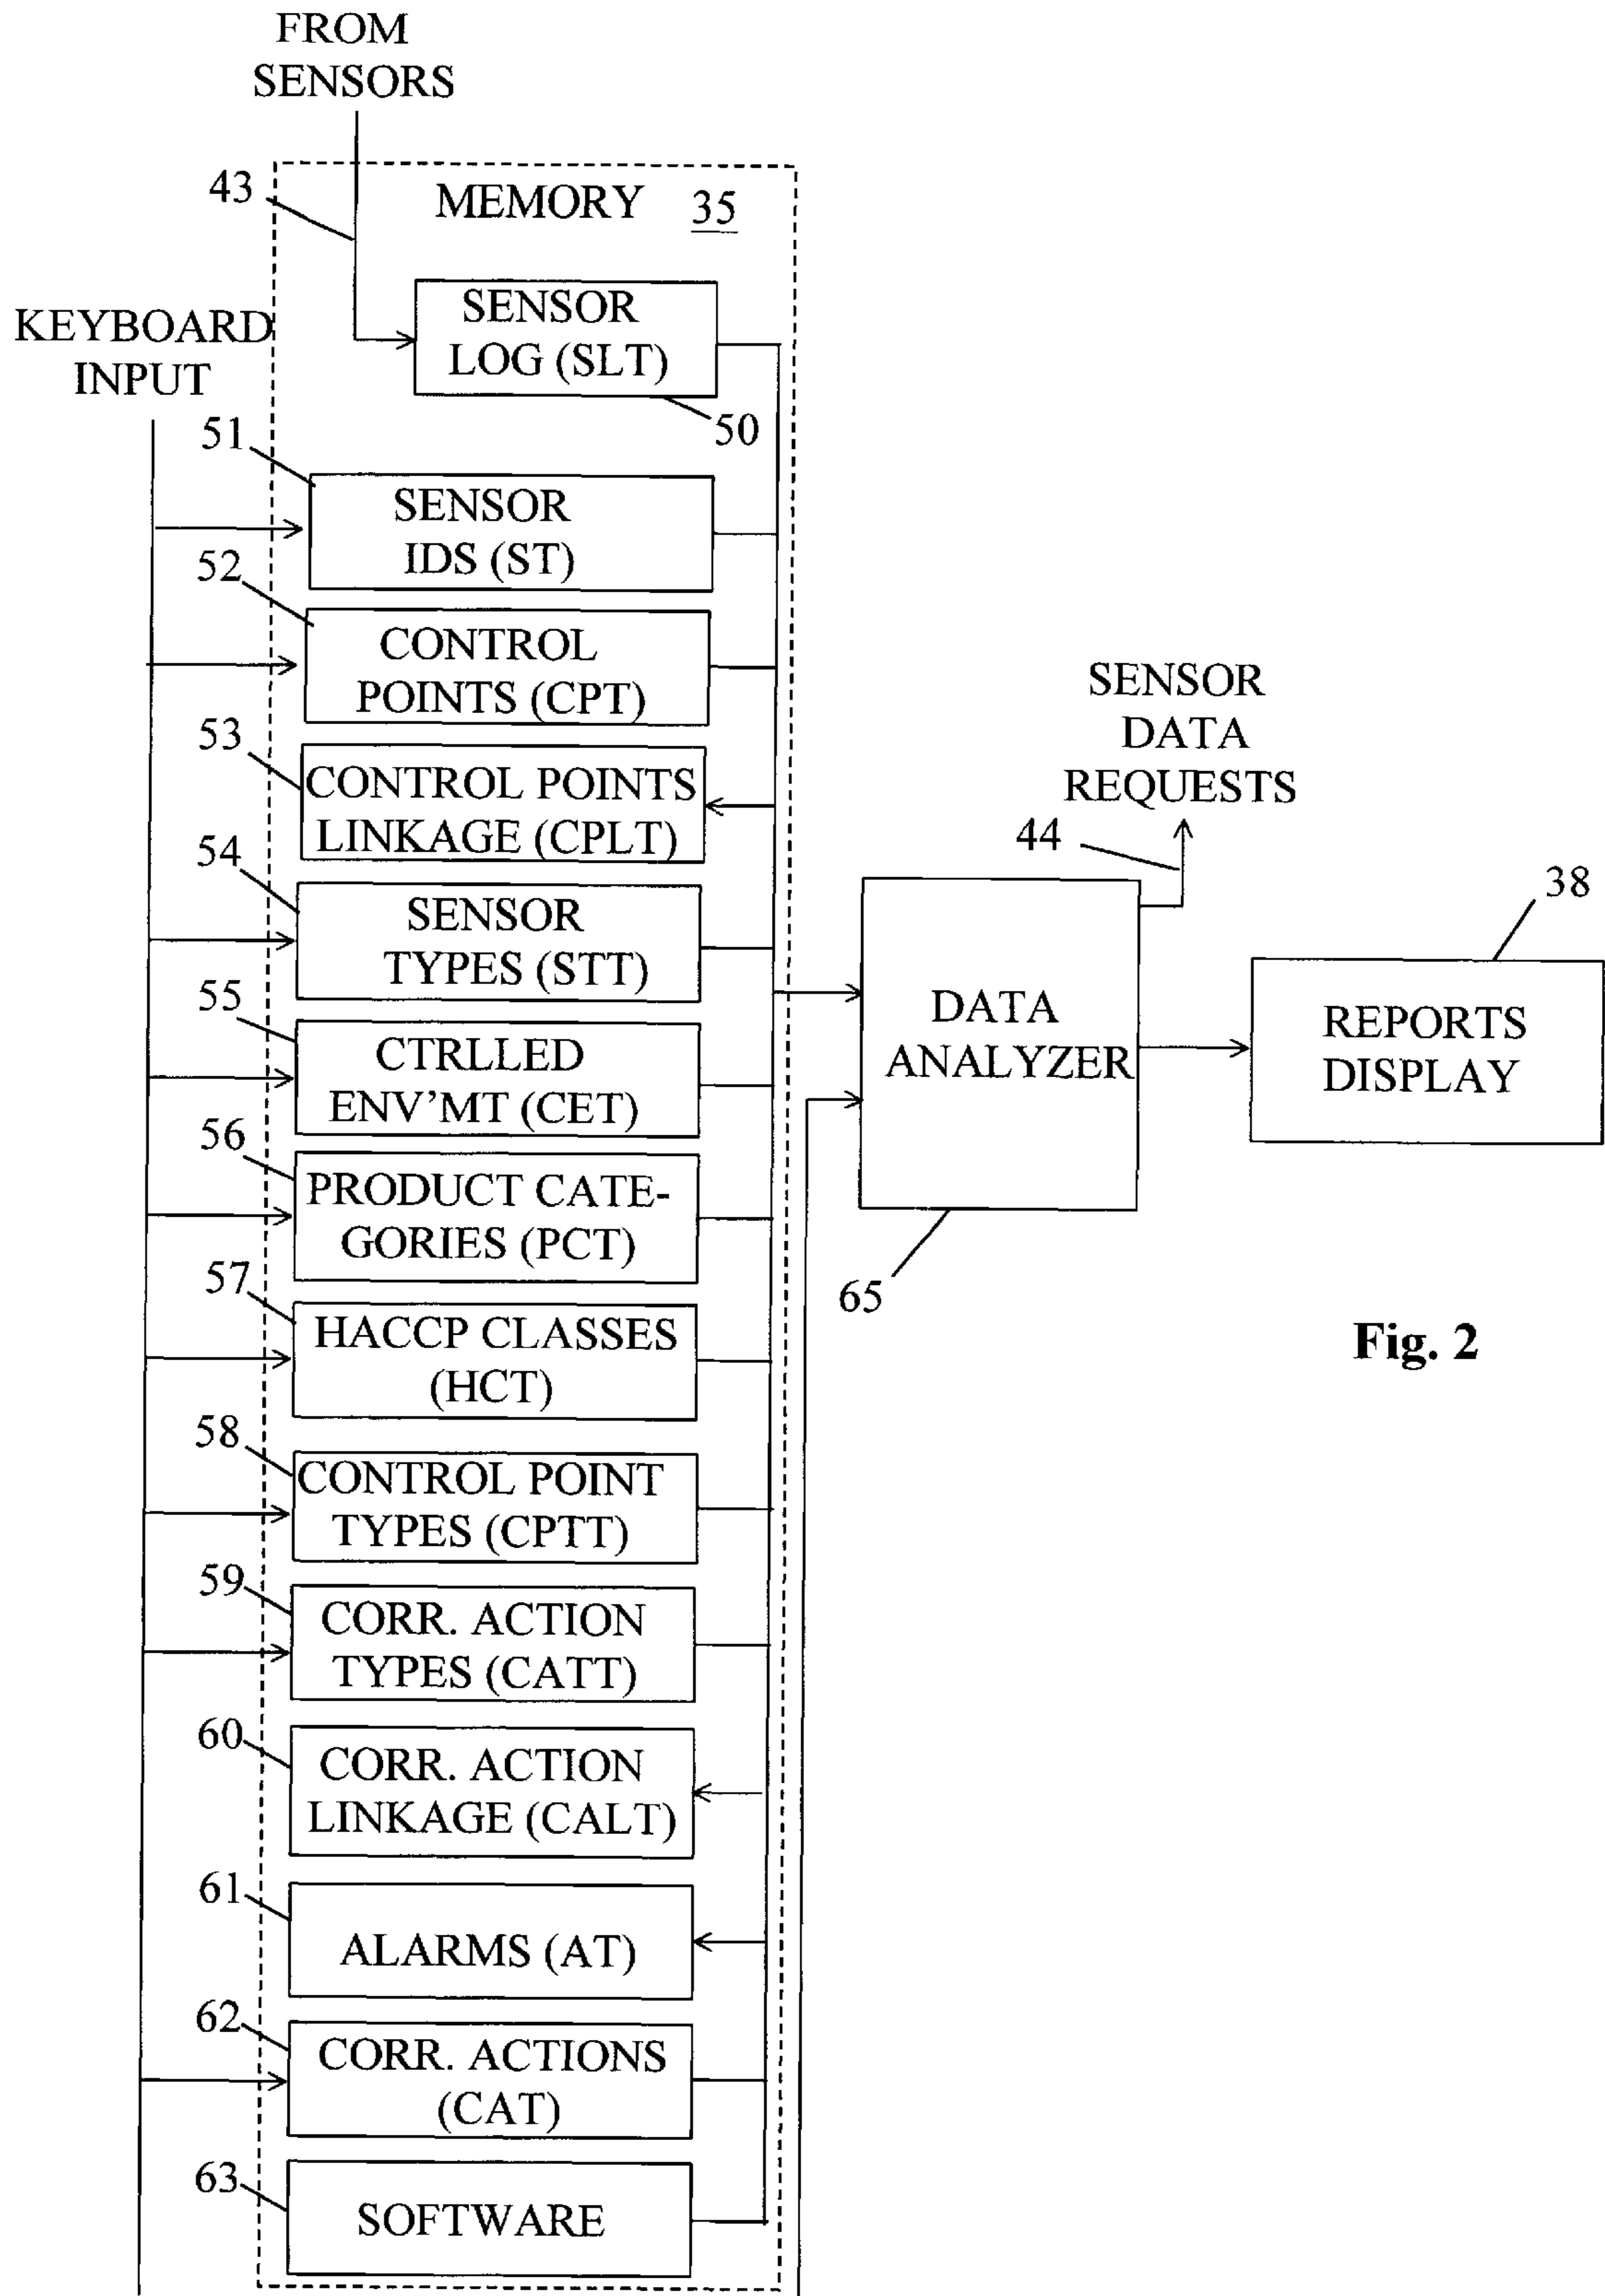 FROM
SENSORS
43
MEMORY 35
KEYBOARD
INPUT
SENSOR
LOG (SLT)
50
51
SENSOR
IDS (ST)
52
CONTROL
POINTS (CPT)
53
CONTROL POINTS
LINKAGE (CPLT)
54
SENSOR
TYPES (STT)
55
CTRLLED
ENV'MT (CET)
56
PRODUCT CATE-
GORIES (PCT)
57
HACCP CLASSES
(HCT)
58
CONTROL POINT
TYPES (CPTT)
59
CORR. ACTION
TYPES (CATT)
60
CORR. ACTION
LINKAGE (CALT)
61
ALARMS (AT)
62
CORR. ACTIONS
(CAT)
63
SOFTWARE
SENSOR
DATA
REQUESTS
44
DATA
ANALYZER
65
38
REPORTS
DISPLAY
Fig. 2